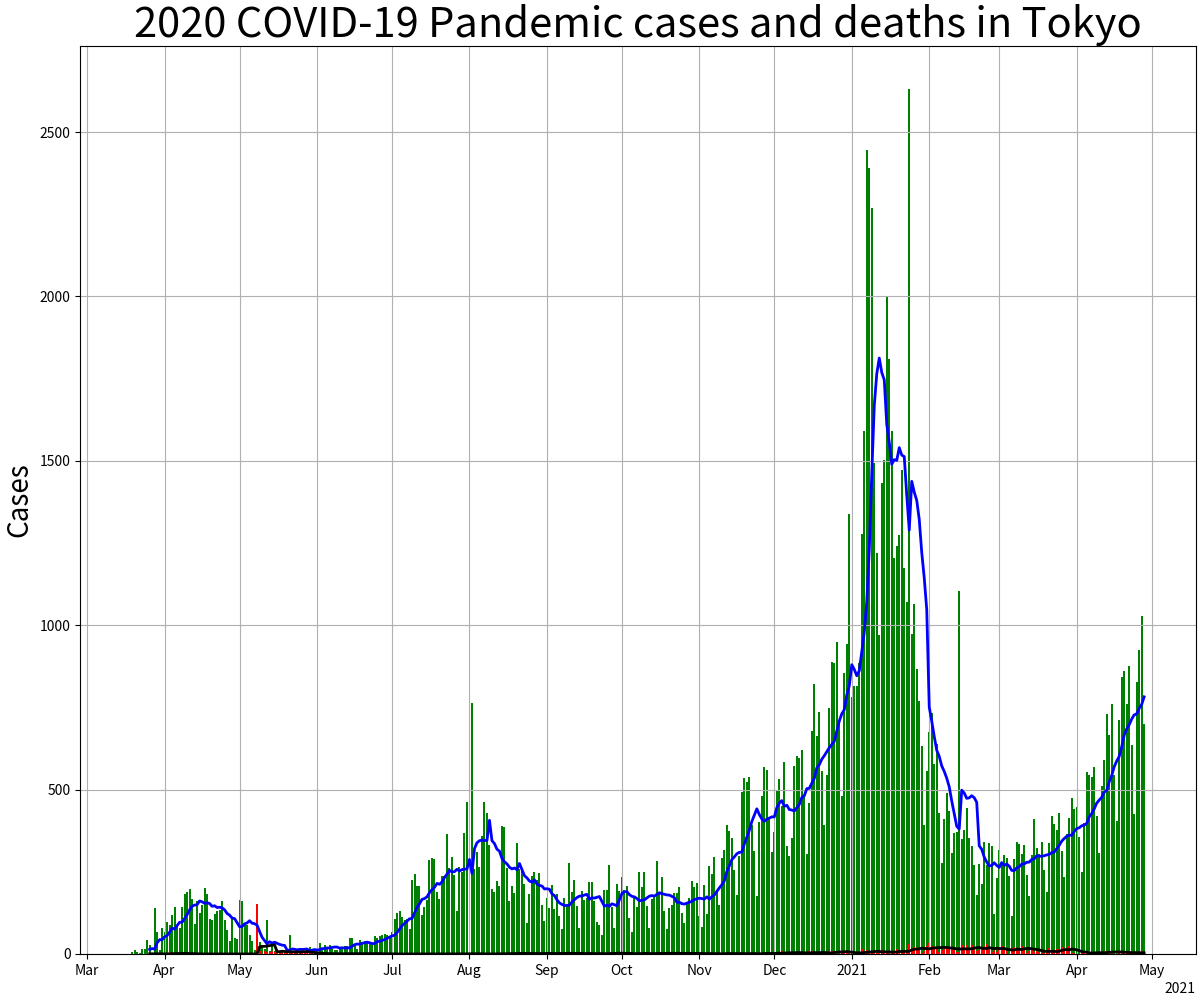 2020 COVID-19 Pandemic cases and deaths in Tokyo
Cases
2500
2000
1500
1000
500
0
Mar Apr May Jun Jul Aug Sep Oct Nov Dec 2021 Feb Mar Apr May
2021